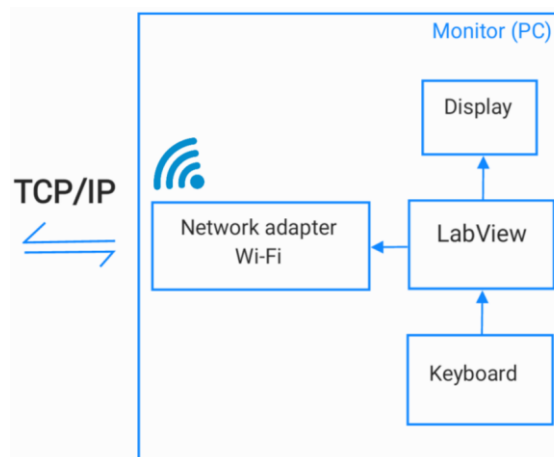 Monitor (PC)
Display
TCP/IP
Network adapter
Wi-Fi
LabView
Keyboard